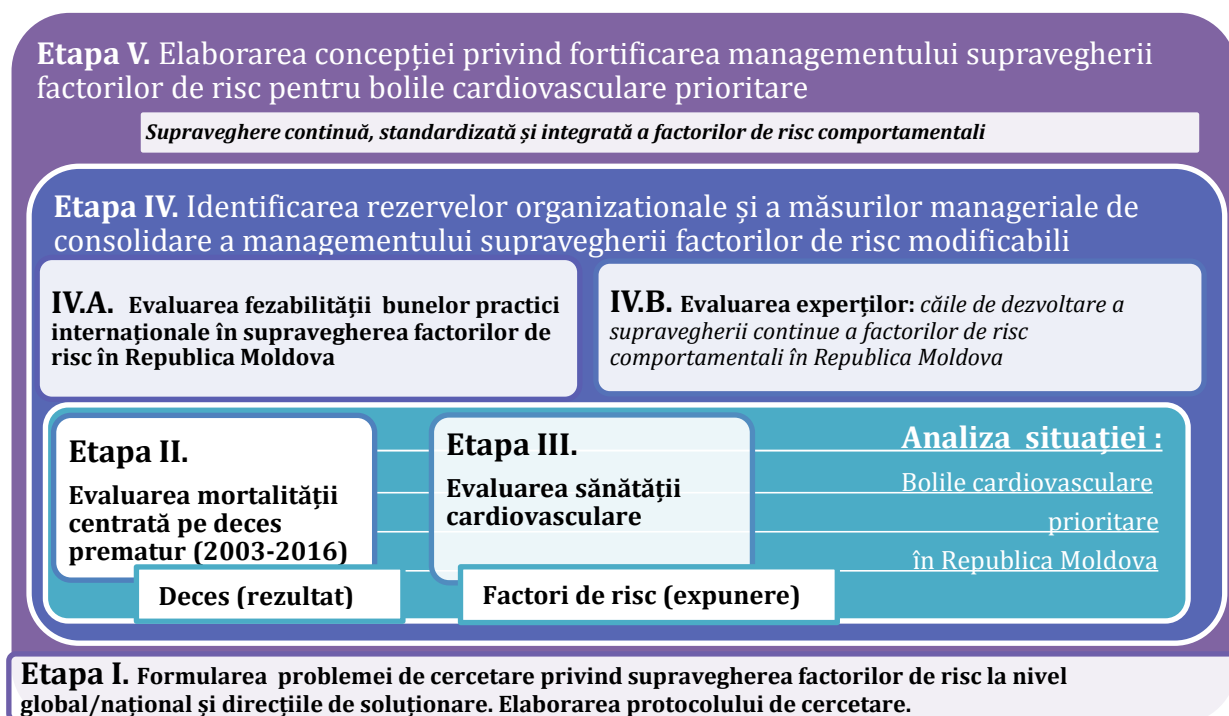 Etapa V. Elaborarea concepției privind fortificarea managementului supravegherii
factorilor de risc pentru bolile cardiovasculare prioritare
Supraveghere continuă, standardizată și integrată a factorilor de risc comportamentali
Etapa IV. Identificarea rezervelor organizationale și a măsurilor manageriale de
consolidare a managementului supravegherii factorilor de risc modificabili
IV.A. Evaluarea fezabilității bunelor practici
internaționale în supravegherea factorilor de
risc în Republica Moldova
IV.B. Evaluarea experților: căile de dezvoltare a
supravegherii continue a factorilor de risc
comportamentali în Republica Moldova
Etapa II.
Evaluarea mortalității
centrată pe deces
prematur (2003-2016)
Deces (rezultat)
Etapa III.
Evaluarea sănătății
cardiovasculare
Factori de risc (expunere)
Analiza situației :
Bolile cardiovasculare
prioritare
în Republica Moldova
Etapa I. Formularea problemei de cercetare privind supravegherea factorilor de risc la nivel
global/național și direcțiile de soluționare. Elaborarea protocolului de cercetare.